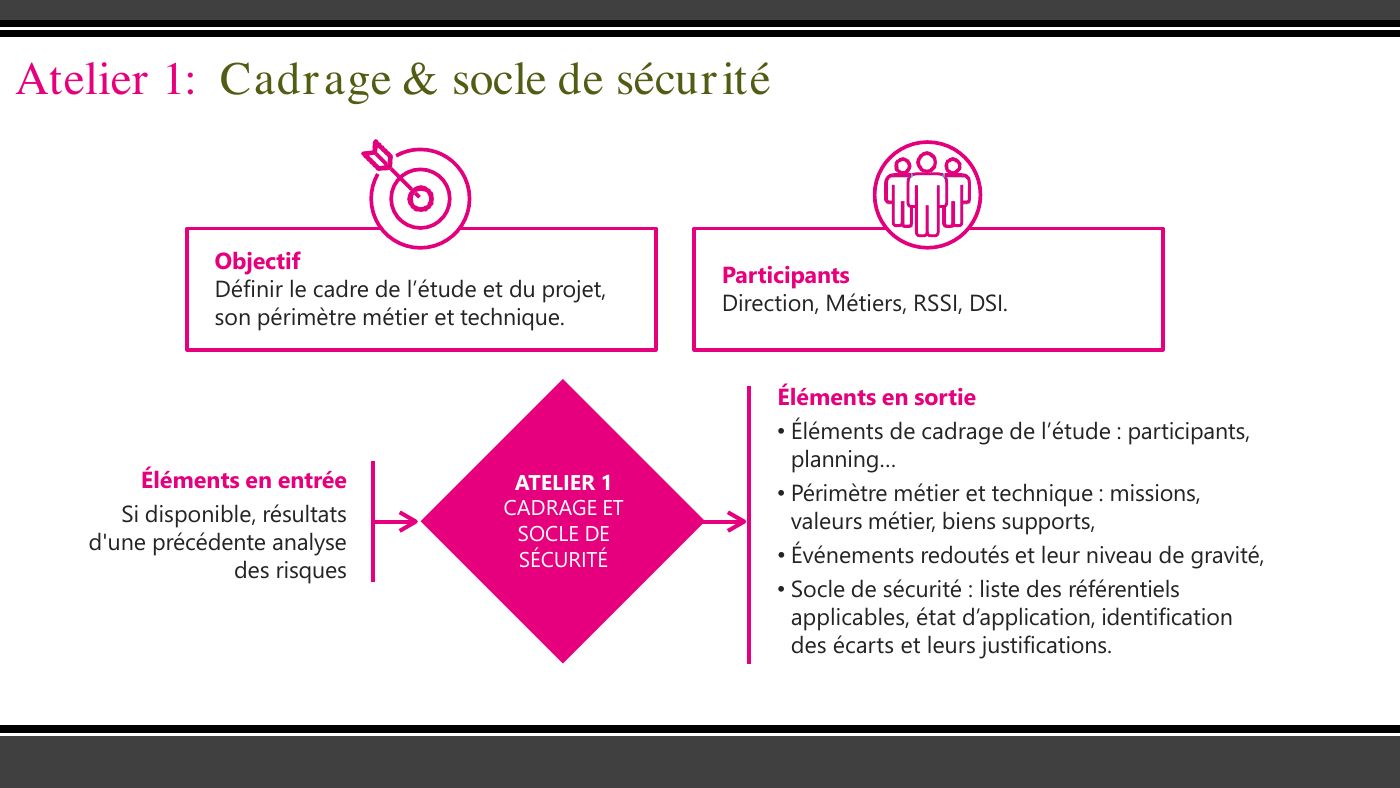 Atelier 1: Cadrage & socle de sécurité
Objectif
Définir le cadre de l’étude et du projet,
son périmètre métier et technique.
Participants
Direction, Métiers, RSSI, DSI.
Éléments en entrée
Si disponible, résultats
d'une précédente analyse
des risques
ATELIER 1
CADRAGE ET
SOCLE DE
SÉCURITÉ
Éléments en sortie
• Éléments de cadrage de l’étude : participants,
planning...
• Périmètre métier et technique : missions,
valeurs métier, biens supports,
• Événements redoutés et leur niveau de gravité,
• Socle de sécurité : liste des référentiels
applicables, état d’application, identification
des écarts et leurs justifications.